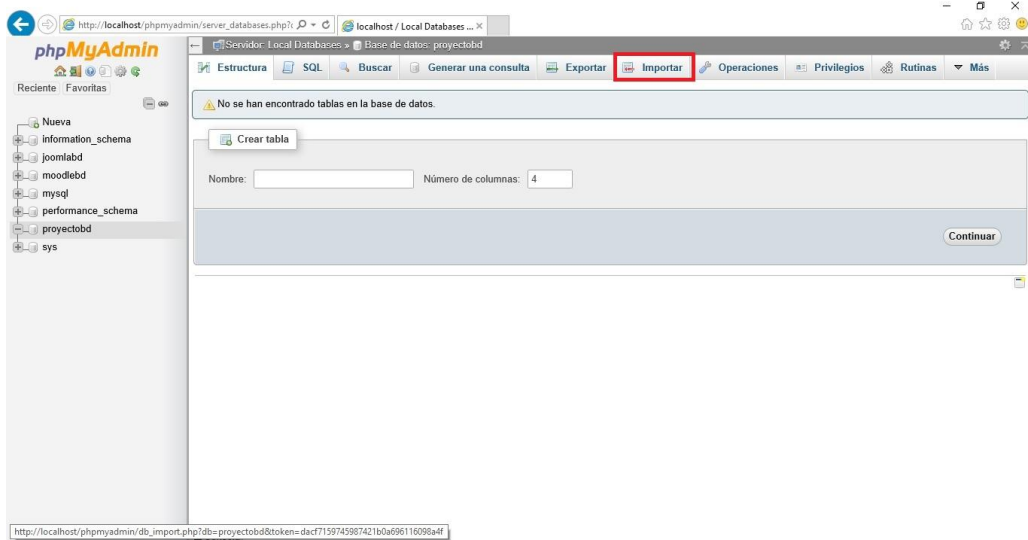 http://localhost/phpmyadmin/server_databases.php?c
localhost / Local Databases ...
phpMyAdmin
Reciente Favoritas
Nueva
information_schema
joomlabd
moodlebd
mysql
performance_schema
proyectobd
sys
Servidor: Local Databases » Base de datos: proyectobd
Estructura SQL Buscar Generar una consulta Exportar Importar Operaciones Privilegios Rutinas Más
No se han encontrado tablas en la base de datos.
Crear tabla
Nombre: Número de columnas: 4
Continuar
http://localhost/phpmyadmin/db_import.php?db=proyectobd&token=dacf7159745987421b0a696116098a4f